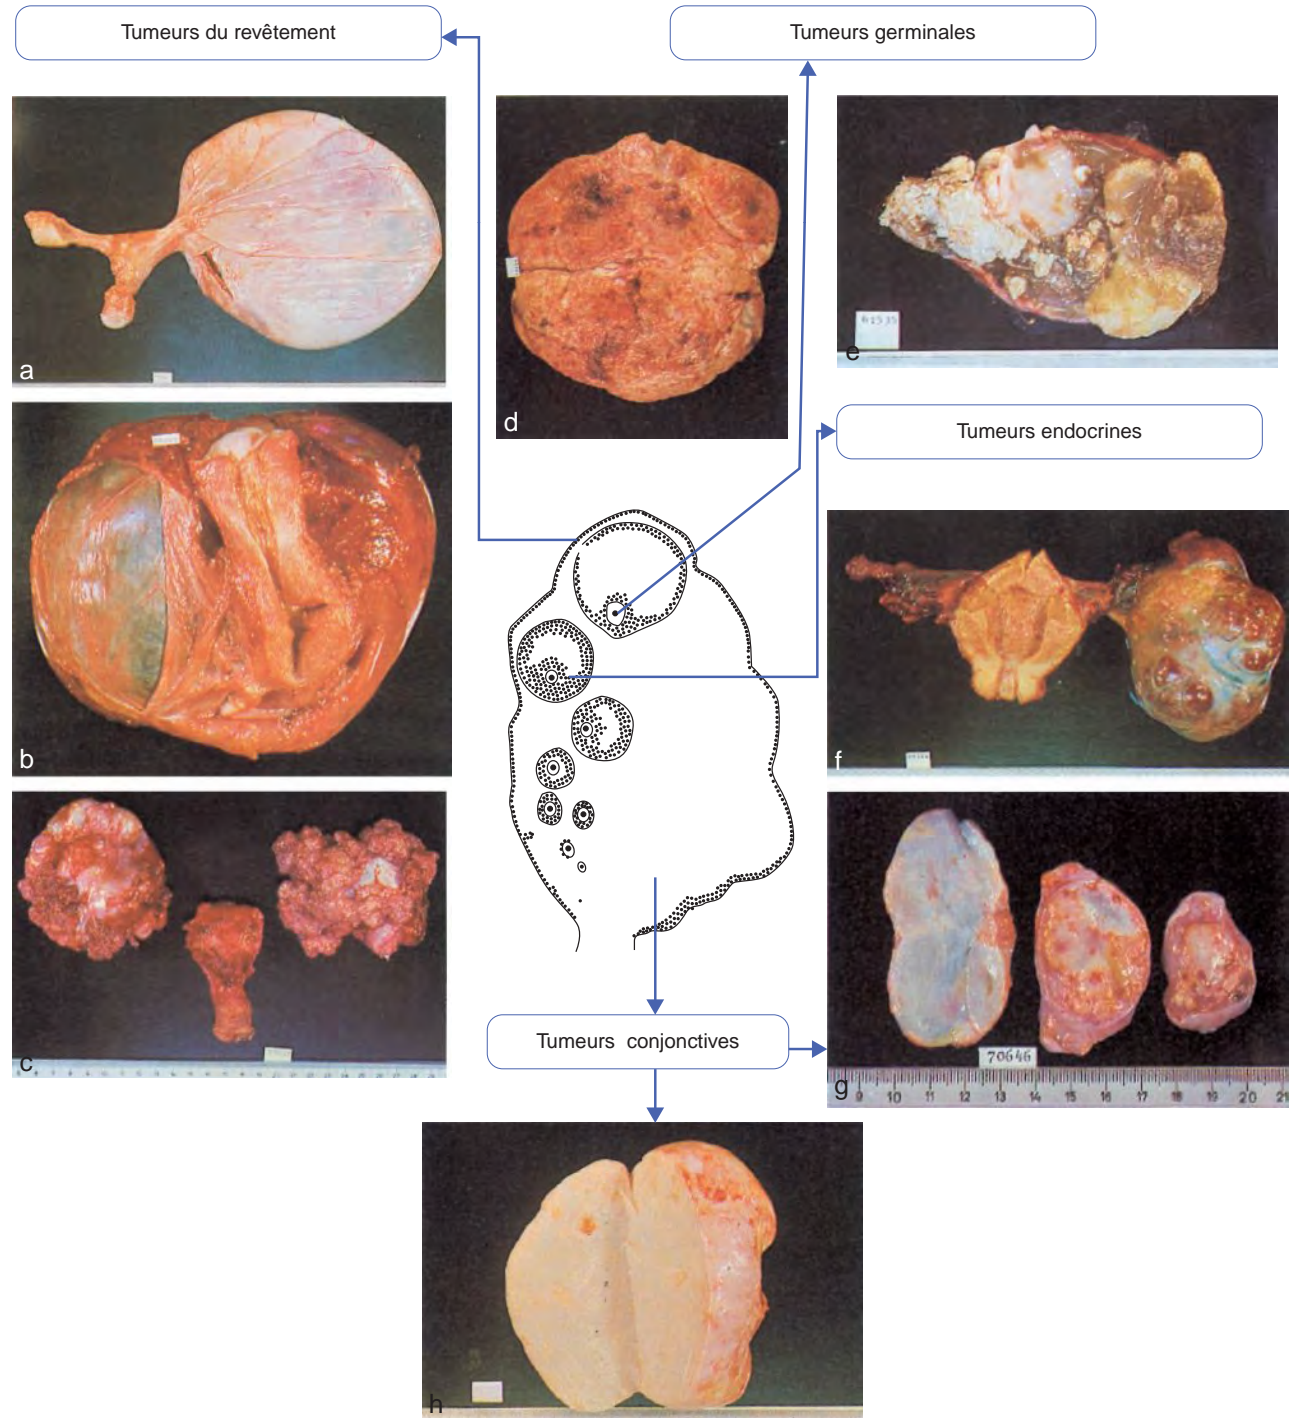 Tumeurs du revêtement
Tumeurs germinales
a
d
61535
e
Tumeurs endocrines
b
f
c
Tumeurs conjonctives
70646
g
9 10 11 12 13 14 15 16 17 18 19 20 21
h